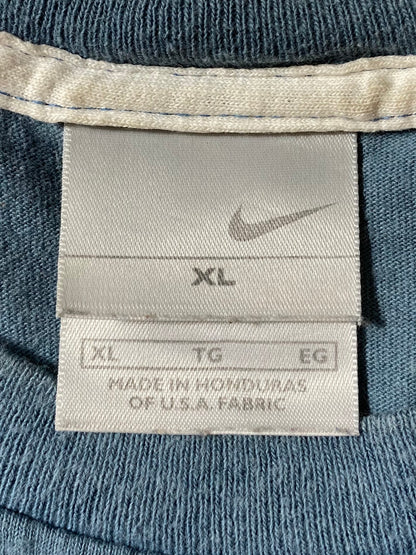 XL
XL TG EG
MADE IN HONDURAS
OF U.S.A. FABRIC